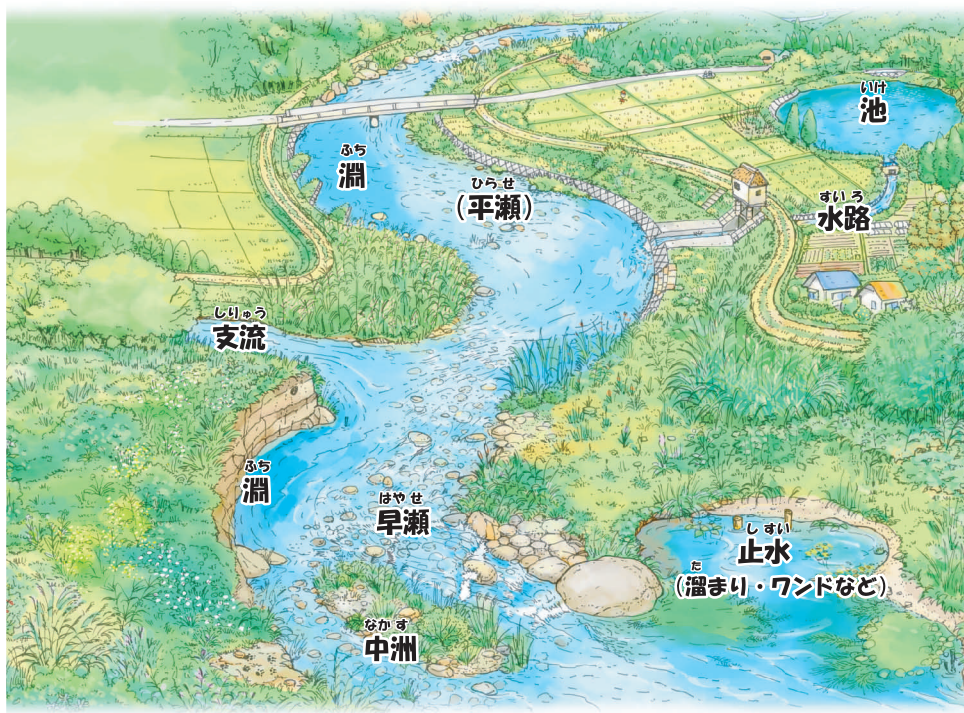 いけ
池
ふち
淵
ひらせ
(平瀬)
すいろ
水路
しりゅう
支流
ふち
淵
はやせ
早瀬
しすい
止水
た
(溜まり・ワンドなど)
なかす
中洲